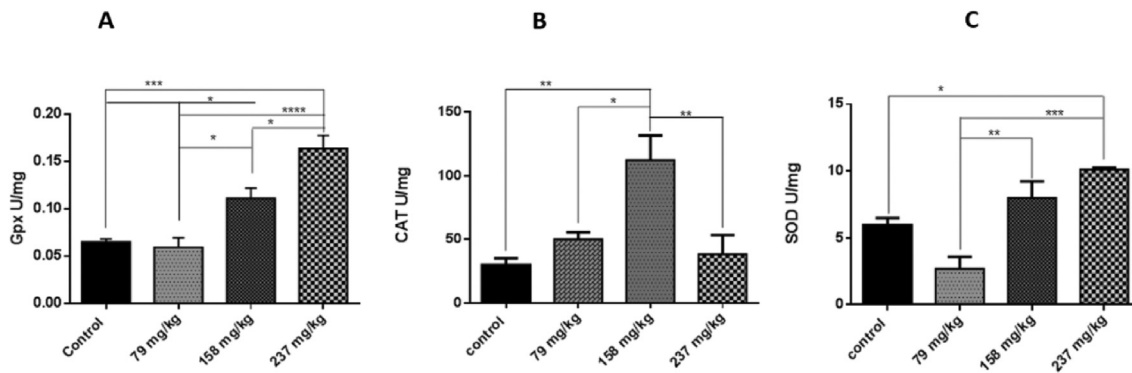 A
Gpx U/mg
0.20
0.15
0.10
0.05
0.00
***
*
****
*
*
Control
79 mg/kg
158 mg/kg
237 mg/kg
B
CAT U/mg
150
100
50
0
**
*
**
control
79 mg/kg
158 mg/kg
237 mg/kg
C
SOD U/mg
15
10
5
0
*
***
**
control
79 mg/kg
158 mg/kg
237 mg/kg